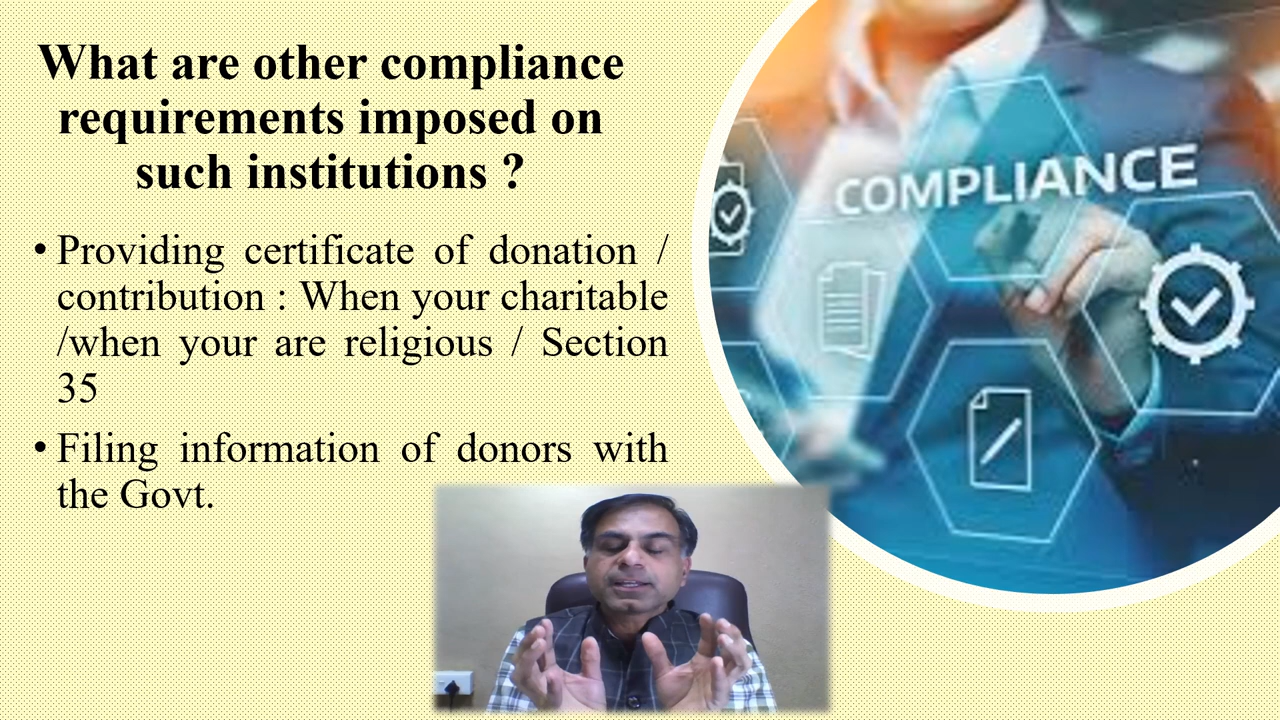 What are other compliance
requirements imposed on
such institutions ?
• Providing certificate of donation /
contribution : When your charitable
/when your are religious / Section
35
• Filing information of donors with
the Govt.
COMPLIANCE